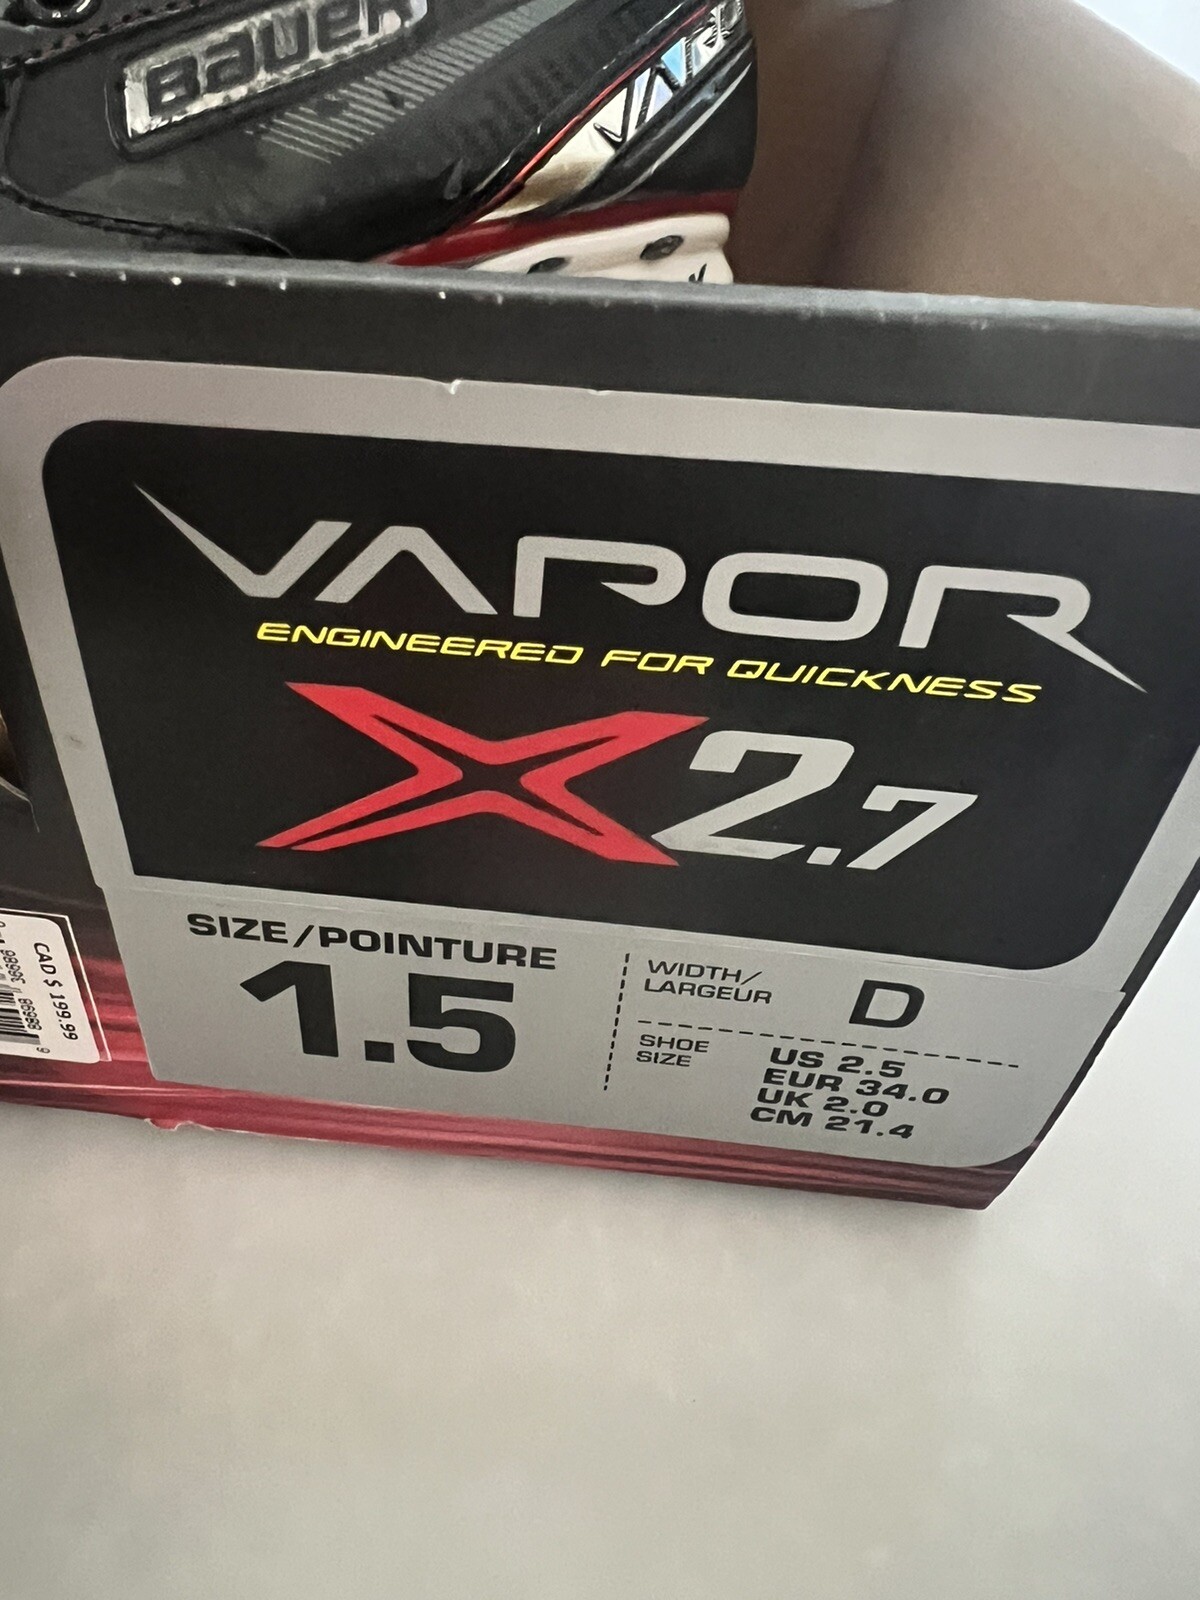 BAUER
VAPOR
ENGINEERED FOR QUICKNESS
X2.7
SIZE/POINTURE
1.5
WIDTH/
LARGEUR
D
SHOE
SIZE
US 2.5
EUR 34.0
UK 2.0
CM 21.4
CAD $ 199.99